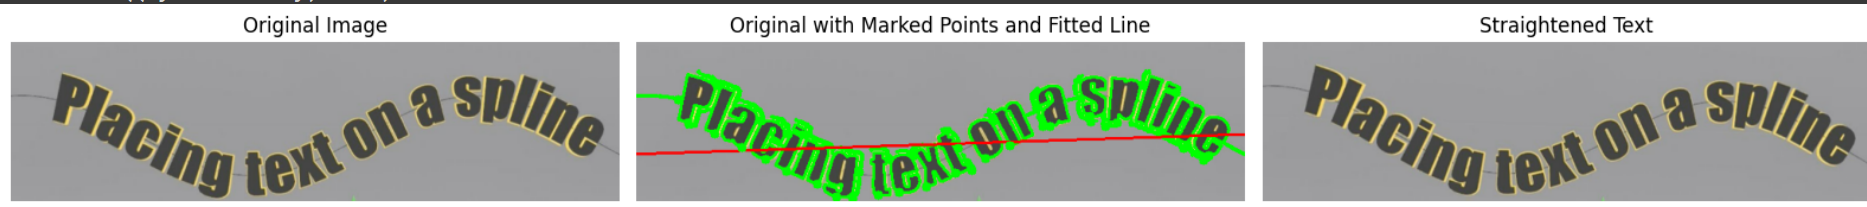 Original Image
Original with Marked Points and Fitted Line
Straightened Text
Placing text on a spline
Placing text on a spline
Placing text on a spline